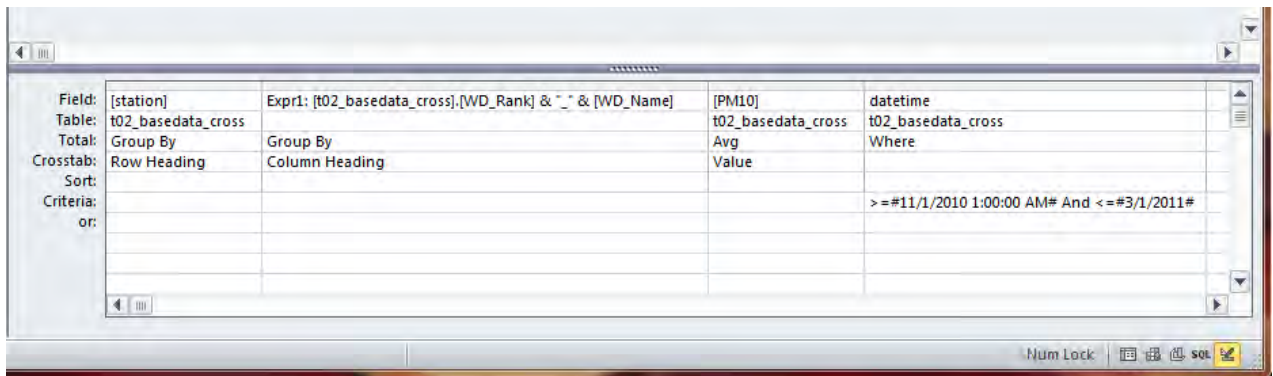 Field: [station] Expr1: [t02_basedata_cross].[WD_Rank] & "_" & [WD_Name] [PM10] datetime
Table: t02_basedata_cross t02_basedata_cross t02_basedata_cross
Total: Group By Group By Avg Where
Crosstab: Row Heading Column Heading Value
Sort:
Criteria: >=#11/1/2010 1:00:00 AM# And <=#3/1/2011#
or:
Num Lock SQL